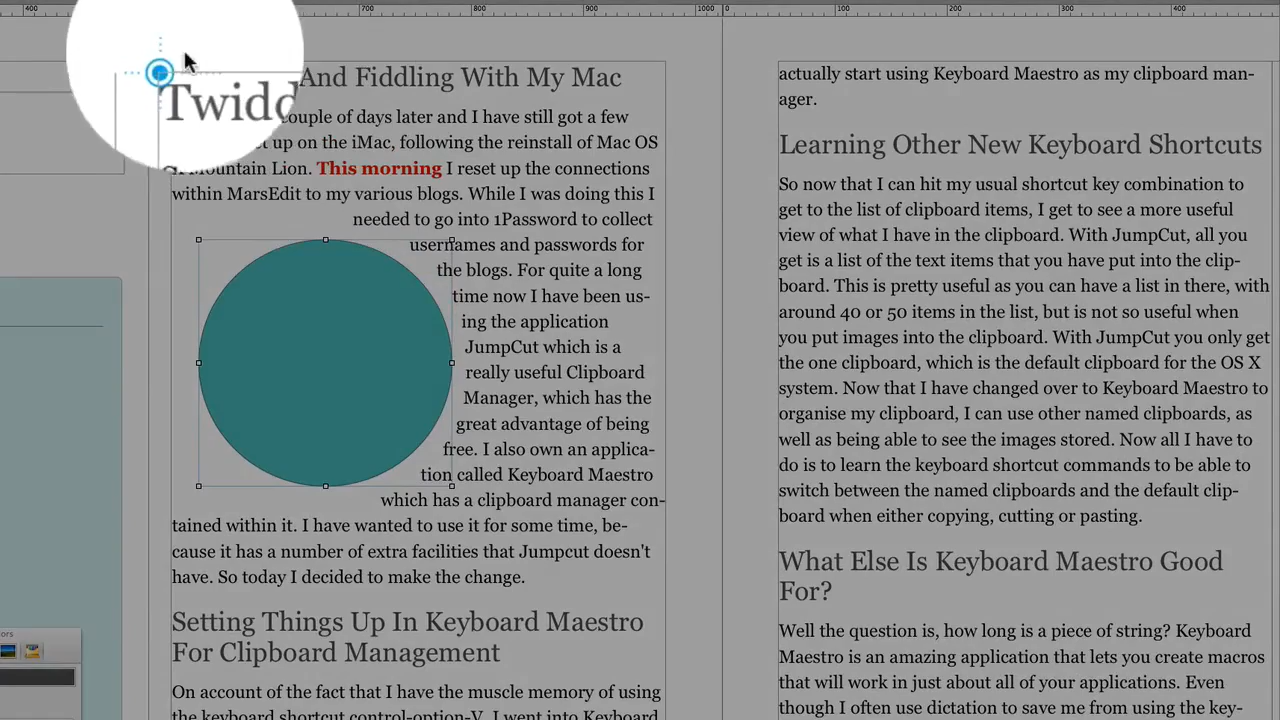 400
700
800
900
1000
0
100
200
300
400
Twidd And Fiddling With My Mac
couple of days later and I have still got a few
set up on the iMac, following the reinstall of Mac OS
Mountain Lion. This morning I reset up the connections
within MarsEdit to my various blogs. While I was doing this I
needed to go into 1Password to collect
usernames and passwords for
the blogs. For quite a long
time now I have been us-
ing the application
JumpCut which is a
really useful Clipboard
Manager, which has the
great advantage of being
free. I also own an applica-
tion called Keyboard Maestro
which has a clipboard manager con-
tained within it. I have wanted to use it for some time, be-
cause it has a number of extra facilities that Jumpcut doesn't
have. So today I decided to make the change.
Setting Things Up In Keyboard Maestro
For Clipboard Management
On account of the fact that I have the muscle memory of using
the keyboard shortcut control-option-V, I went into Keyboard
actually start using Keyboard Maestro as my clipboard man-
ager.
Learning Other New Keyboard Shortcuts
So now that I can hit my usual shortcut key combination to
get to the list of clipboard items, I get to see a more useful
view of what I have in the clipboard. With JumpCut, all you
get is a list of the text items that you have put into the clip-
board. This is pretty useful as you can have a list in there, with
around 40 or 50 items in the list, but is not so useful when
you put images into the clipboard. With JumpCut you only get
the one clipboard, which is the default clipboard for the OS X
system. Now that I have changed over to Keyboard Maestro to
organise my clipboard, I can use other named clipboards, as
well as being able to see the images stored. Now all I have to
do is to learn the keyboard shortcut commands to be able to
switch between the named clipboards and the default clip-
board when either copying, cutting or pasting.
What Else Is Keyboard Maestro Good
For?
Well the question is, how long is a piece of string? Keyboard
Maestro is an amazing application that lets you create macros
that will work in just about all of your applications. Even
though I often use dictation to save me from using the key-